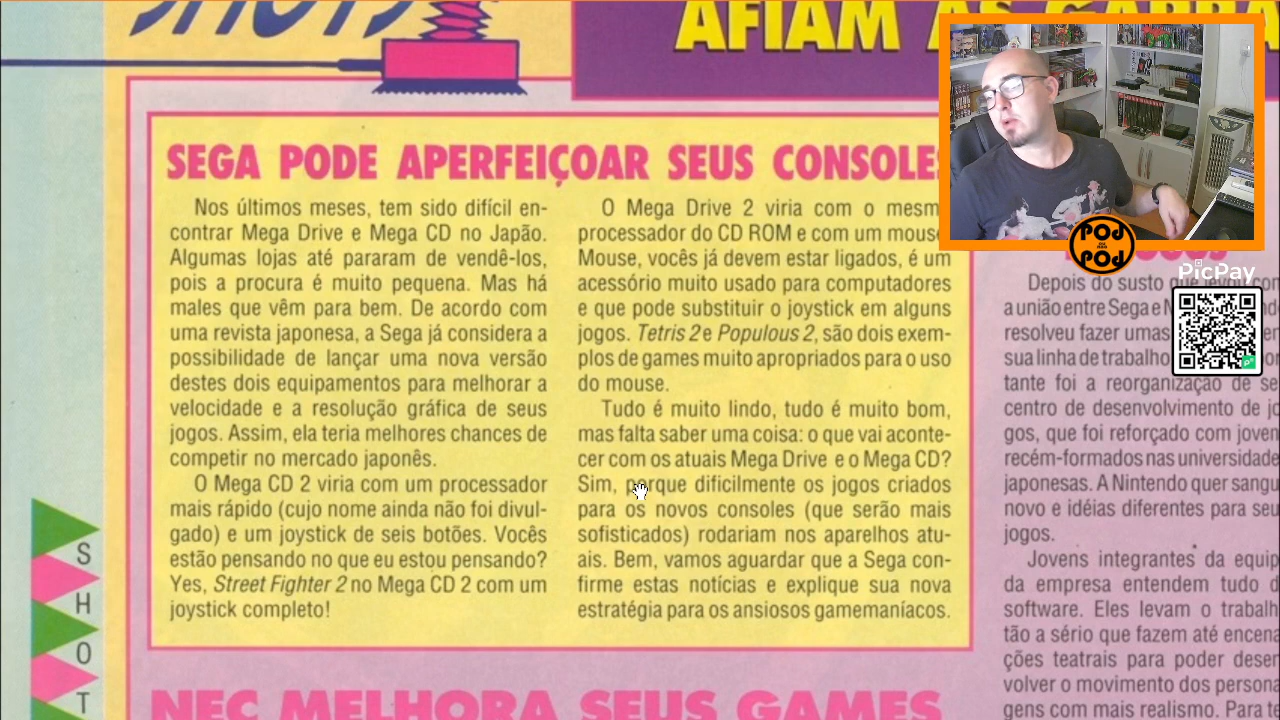 SHOTS
AFIAM AS GARRA
SEGA PODE APERFEIÇOAR SEUS CONSOLES
Nos últimos meses, tem sido difícil en-
contrar Mega Drive e Mega CD no Japão.
Algumas lojas até pararam de vendê-los,
pois a procura é muito pequena. Mas há
males que vêm para bem. De acordo com
uma revista japonesa, a Sega já considera a
possibilidade de lançar uma nova versão
destes dois equipamentos para melhorar a
velocidade e a resolução gráfica de seus
jogos. Assim, ela teria melhores chances de
competir no mercado japonês.
O Mega CD 2 viria com um processador
mais rápido (cujo nome ainda não foi divul-
gado) e um joystick de seis botões. Vocês
estão pensando no que eu estou pensando?
Yes, Street Fighter 2 no Mega CD 2 com um
joystick completo!
O Mega Drive 2 viria com o mesm
processador do CD ROM e com um mouse
Mouse, vocês já devem estar ligados, é um
acessório muito usado para computadores
e que pode substituir o joystick em alguns
jogos. Tetris 2 e Populous 2, são dois exem-
plos de games muito apropriados para o uso
do mouse.
Tudo é muito lindo, tudo é muito bom,
mas falta saber uma coisa: o que vai aconte-
cer com os atuais Mega Drive e o Mega CD?
Sim, porque dificilmente os jogos criados
para os novos consoles (que serão mais
sofisticados) rodariam nos aparelhos atu-
ais. Bem, vamos aguardar que a Sega con-
firme estas notícias e explique sua nova
estratégia para os ansiosos gamemaníacos.
NEC MELHORA SEUS GAMES
Depois do susto que levou com
a união entre Sega e N
resolveu fazer umas
sua linha de trabalho
tante foi a reorganização de se
centro de desenvolvimento de jo
gos, que foi reforçado com joven
recém-formados nas universidade
japonesas. A Nintendo quer sangu
novo e idéias diferentes para seu
jogos.
Jovens integrantes da equip
da empresa entendem tudo d
software. Eles levam o trabalh
tão a sério que fazem até encena
ções teatrais para poder desen
volver o movimento dos persona
gens com mais realismo. Para te
POD
POD
PicPay
S
H
O
T